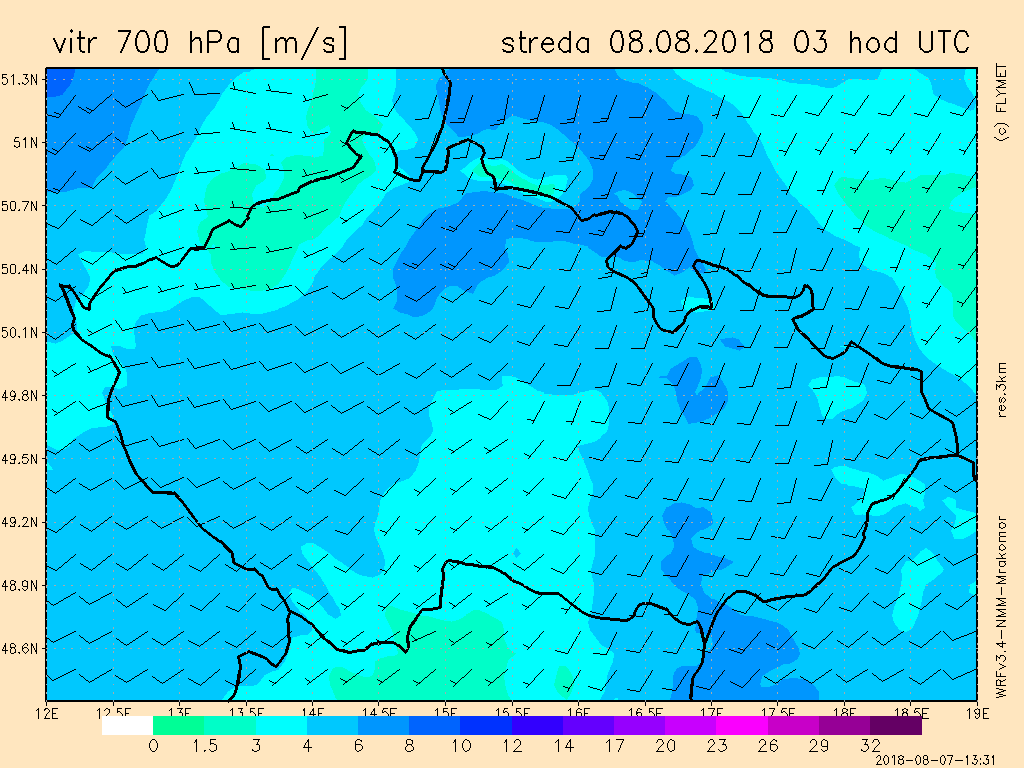 vitr 700 hPa [m/s]
streda 08.08.2018 03 hod UTC
51.3N
51N
50.7N
50.4N
50.1N
49.8N
49.5N
49.2N
48.9N
48.6N
12E 12.5E 13E 13.5E 14E 14.5E 15E 15.5E 16E 16.5E 17E 17.5E 18E 18.5E 19E
0 1.5 3 4 6 8 10 12 14 17 20 23 26 29 32
(c) FLYMET
res.3km
WRFv3.4-NMM-Mrakomor
2018-08-07-13:31